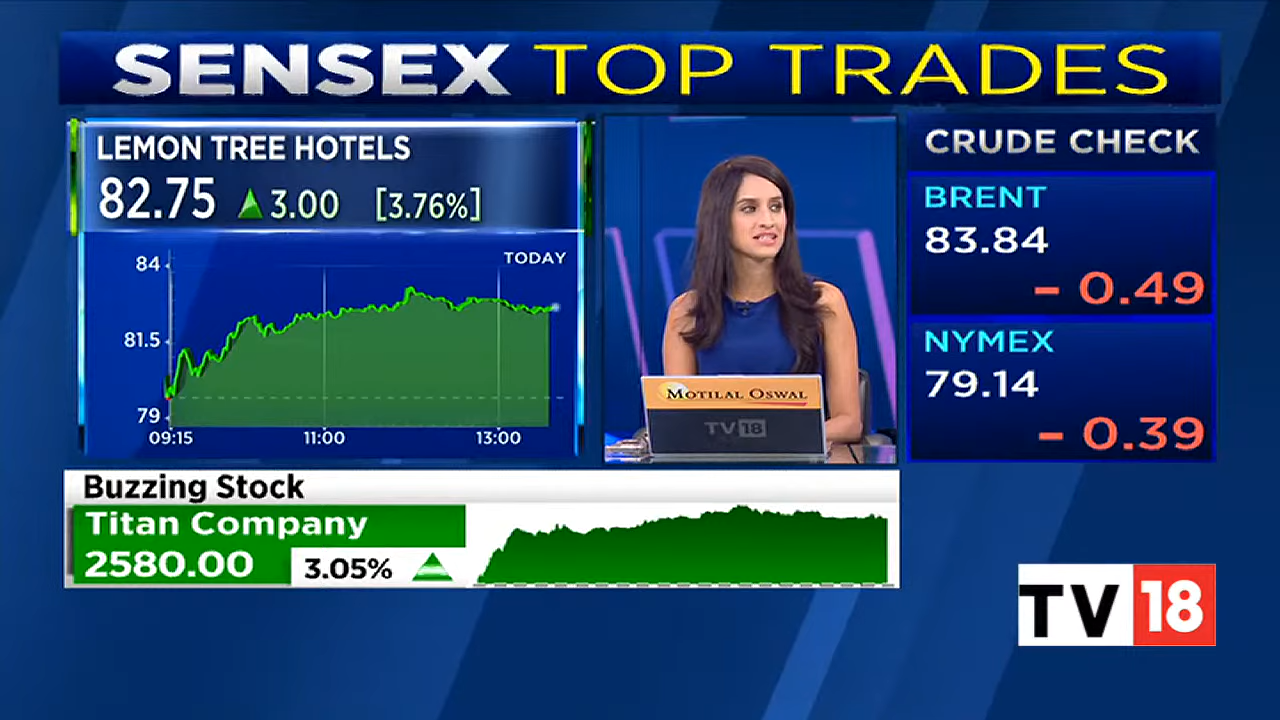 SENSEX TOP TRADES
LEMON TREE HOTELS
82.75 ▲ 3.00 [3.76%]
TODAY
84
81.5
79
09:15 11:00 13:00
MOTILAL OSWAL
TV18
CRUDE CHECK
BRENT
83.84
- 0.49
NYMEX
79.14
- 0.39
Buzzing Stock
Titan Company
2580.00 3.05%
TV18